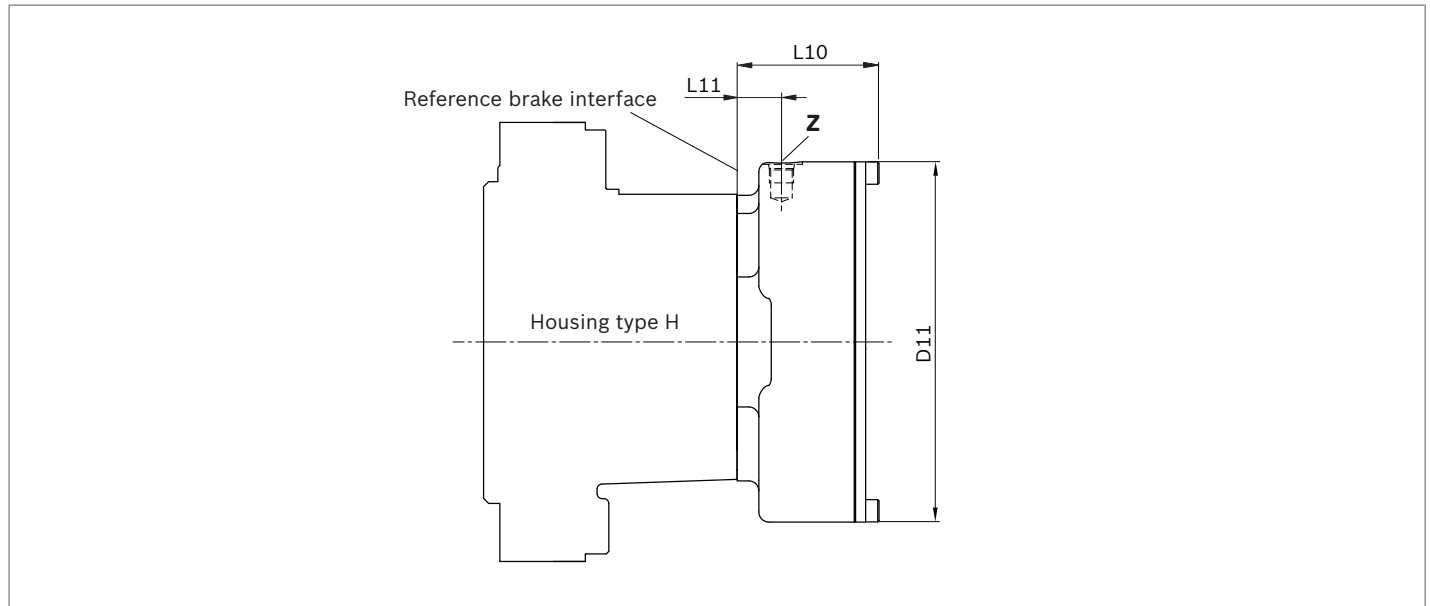 L10
L11
Reference brake interface
Z
Housing type H
D11